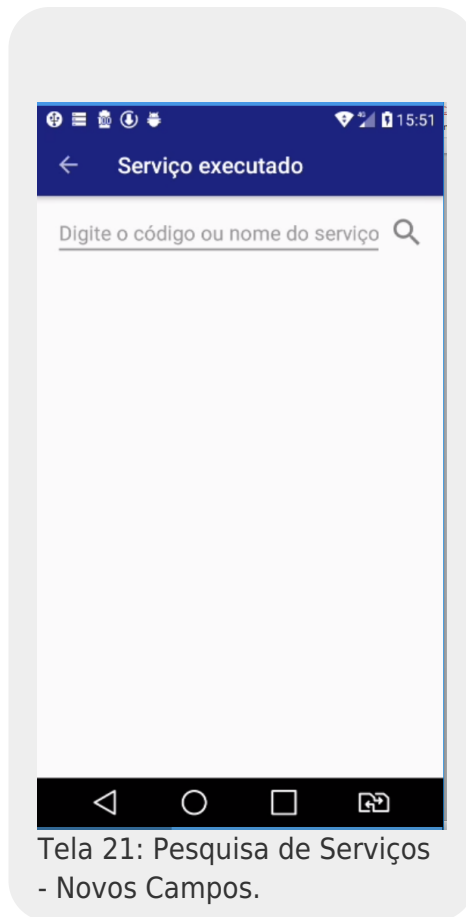 15:51
Serviço executado
Digite o código ou nome do serviço
Tela 21: Pesquisa de Serviços
- Novos Campos.